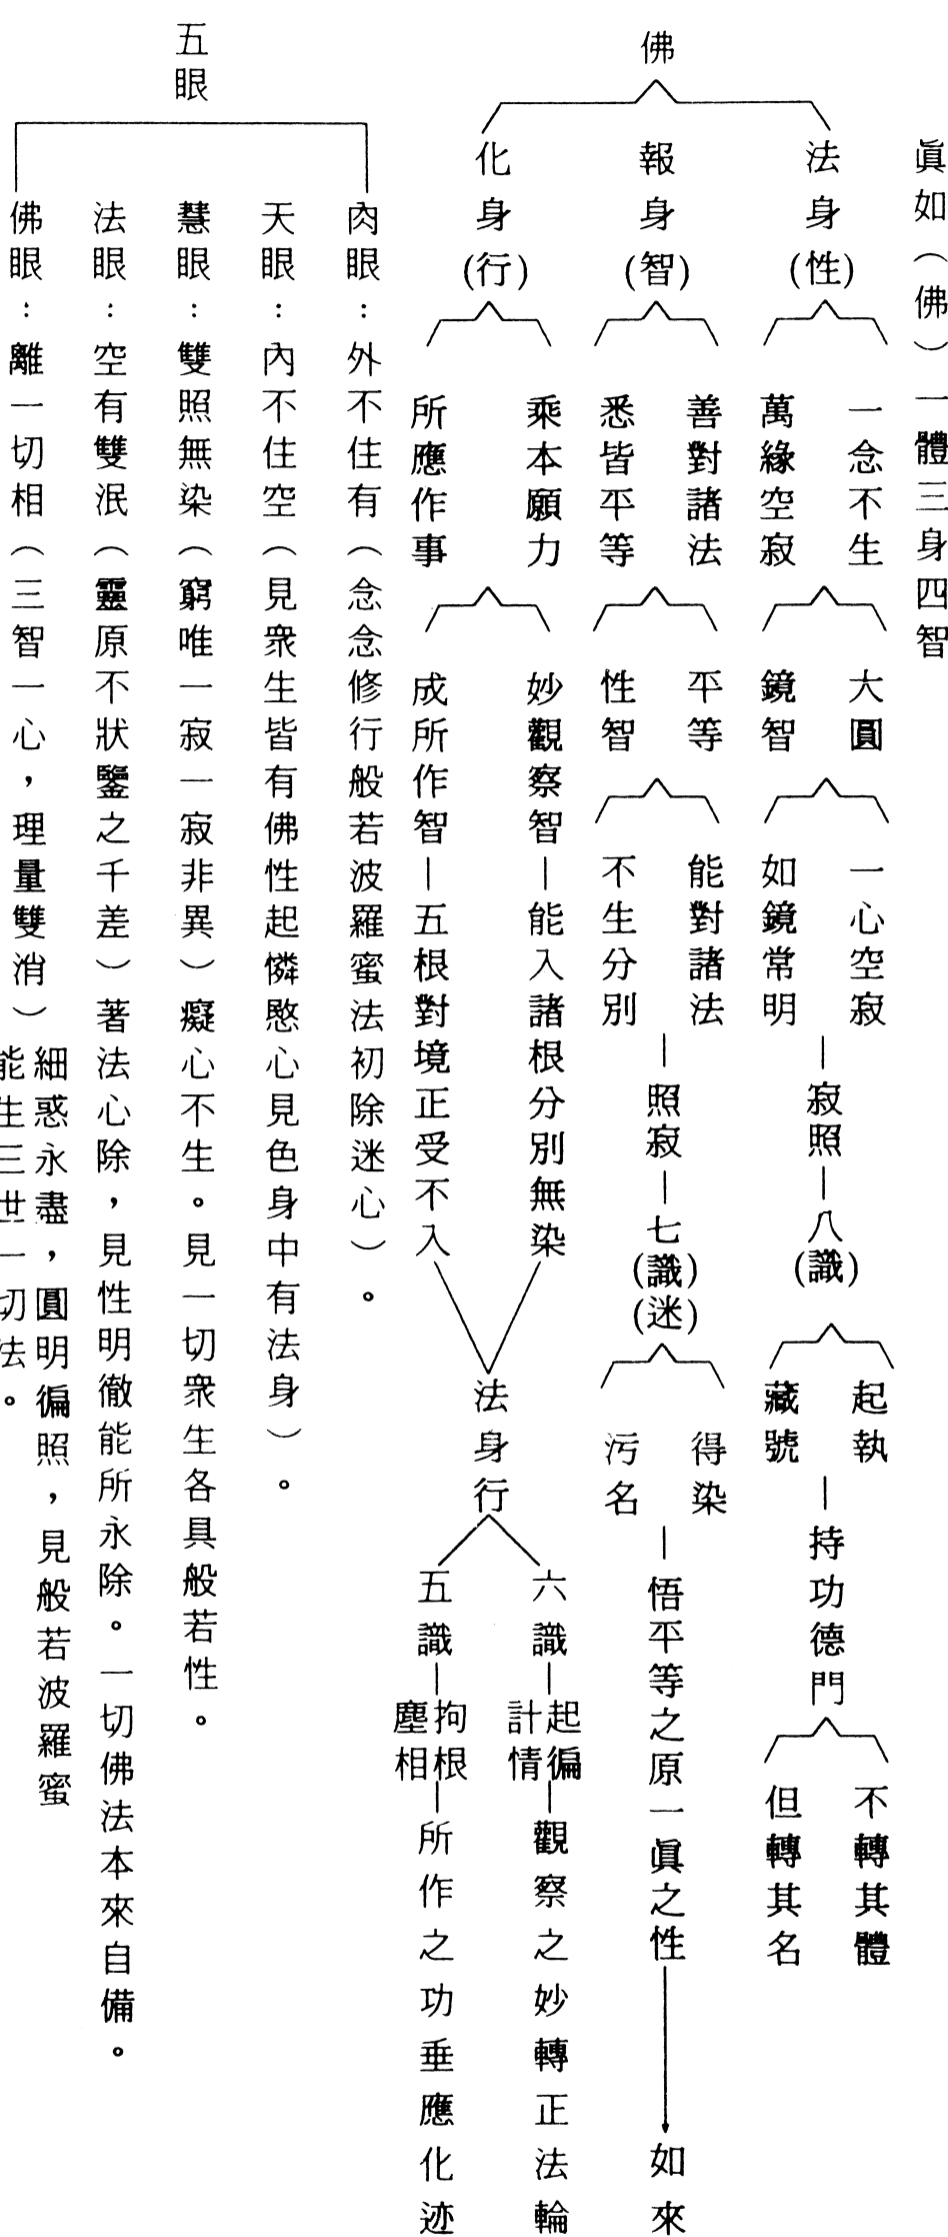 眞如（佛）一體三身四智
佛
法身(性)
一念不生
萬緣空寂
大圓
鏡智
一心空寂
如鏡常明
寂照
八(識)
起執
藏號
持功德門
不轉其體
但轉其名
報身(智)
善對諸法
悉皆平等
平等
性智
能對諸法
不生分別
照寂
七(識)(迷)
得染
污名
悟平等之原一眞之性
如來
化身(行)
乘本願力
所應作事
妙觀察智
能入諸根分別無染
成所作智
五根對境正受不入
法身行
六識
起徧
計情
觀察之妙轉正法輪
五識
拘根
塵相
所作之功垂應化迹
五眼
肉眼：外不住有（念念修行般若波羅蜜法初除迷心）。
天眼：內不住空（見衆生皆有佛性起憐愍心見色身中有法身）。
慧眼：雙照無染（窮唯一寂一寂非異）癡心不生。見一切衆生各具般若性。
法眼：空有雙泯（靈原不狀鑒之千差）著法心除，見性明徹能所永除。一切佛法本來自備。
佛眼：離一切相（三智一心，理量雙消）
細惑永盡，圓明徧照，見般若波羅蜜
能生三世一切法。